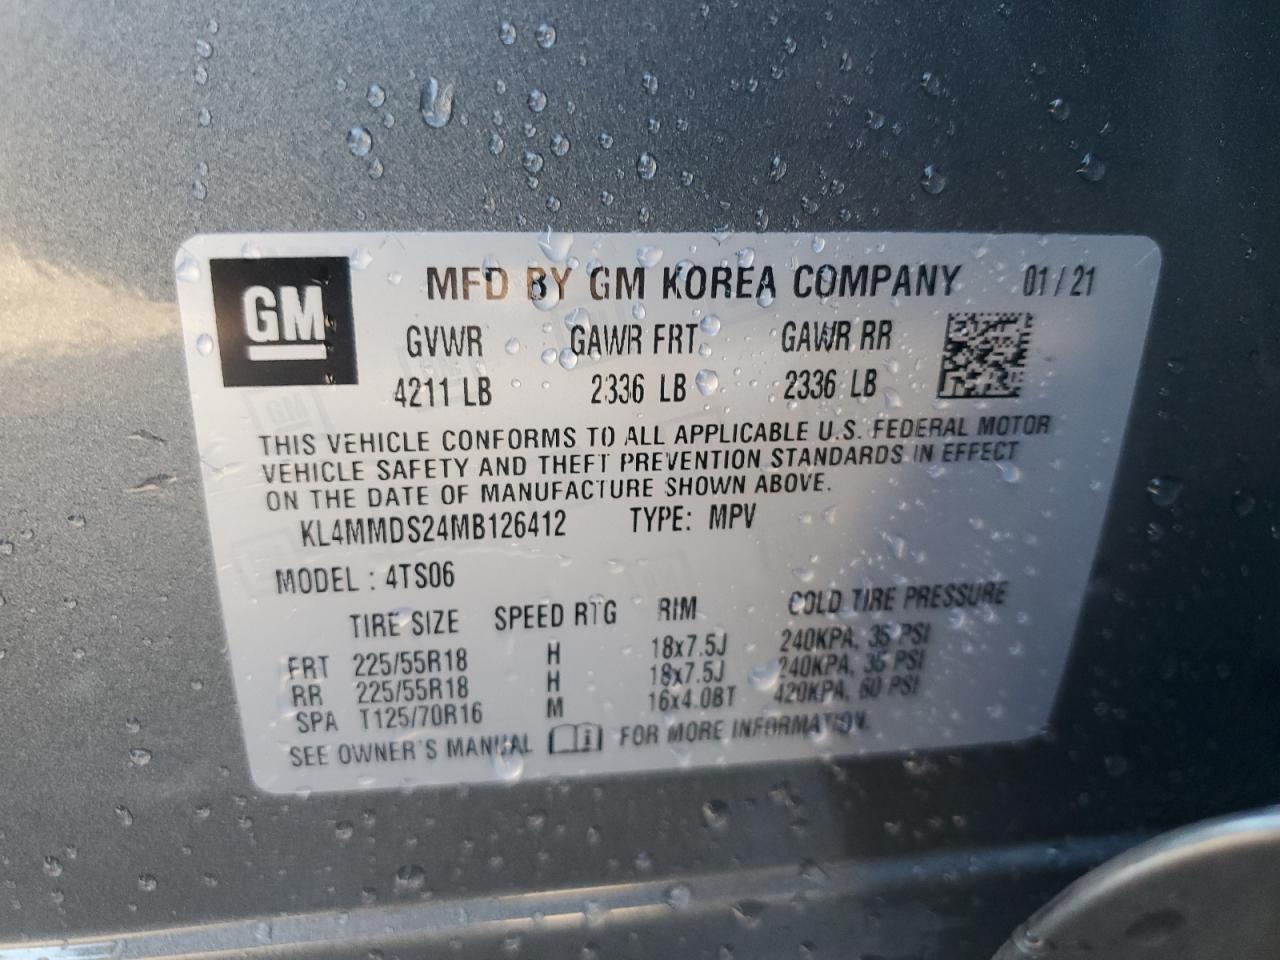 GM
MFD BY GM KOREA COMPANY 01/21
GVWR GAWR FRT GAWR RR
4211 LB 2336 LB 2336 LB
THIS VEHICLE CONFORMS TO ALL APPLICABLE U.S. FEDERAL MOTOR
VEHICLE SAFETY AND THEFT PREVENTION STANDARDS IN EFFECT
ON THE DATE OF MANUFACTURE SHOWN ABOVE.
KL4MMDS24MB126412 TYPE: MPV
MODEL : 4TS06
TIRE SIZE SPEED RTG RIM COLD TIRE PRESSURE
FRT 225/55R18 H 18x7.5J 240KPA, 35 PSI
RR 225/55R18 H 18x7.5J 240KPA, 35 PSI
SPA T125/70R16 M 16x4.0BT 420KPA, 60 PSI
SEE OWNER'S MANUAL FOR MORE INFORMATION.